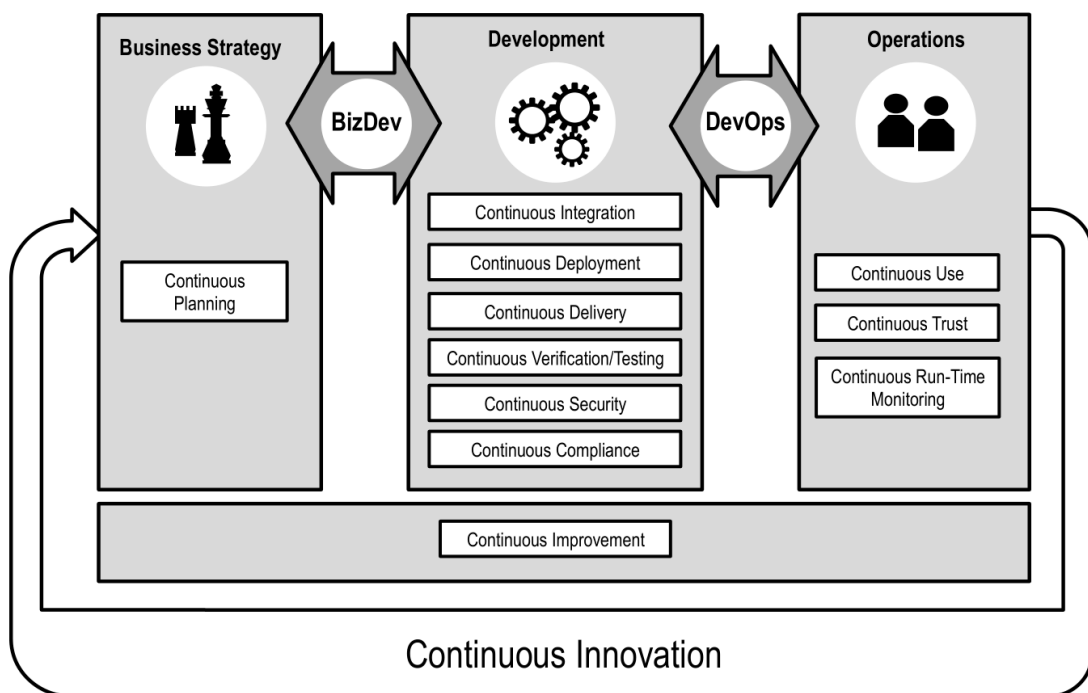 Business Strategy
BizDev
Development
DevOps
Operations
Continuous
Planning
Continuous Integration
Continuous Deployment
Continuous Delivery
Continuous Verification/Testing
Continuous Security
Continuous Compliance
Continuous Use
Continuous Trust
Continuous Run-Time
Monitoring
Continuous Improvement
Continuous Innovation